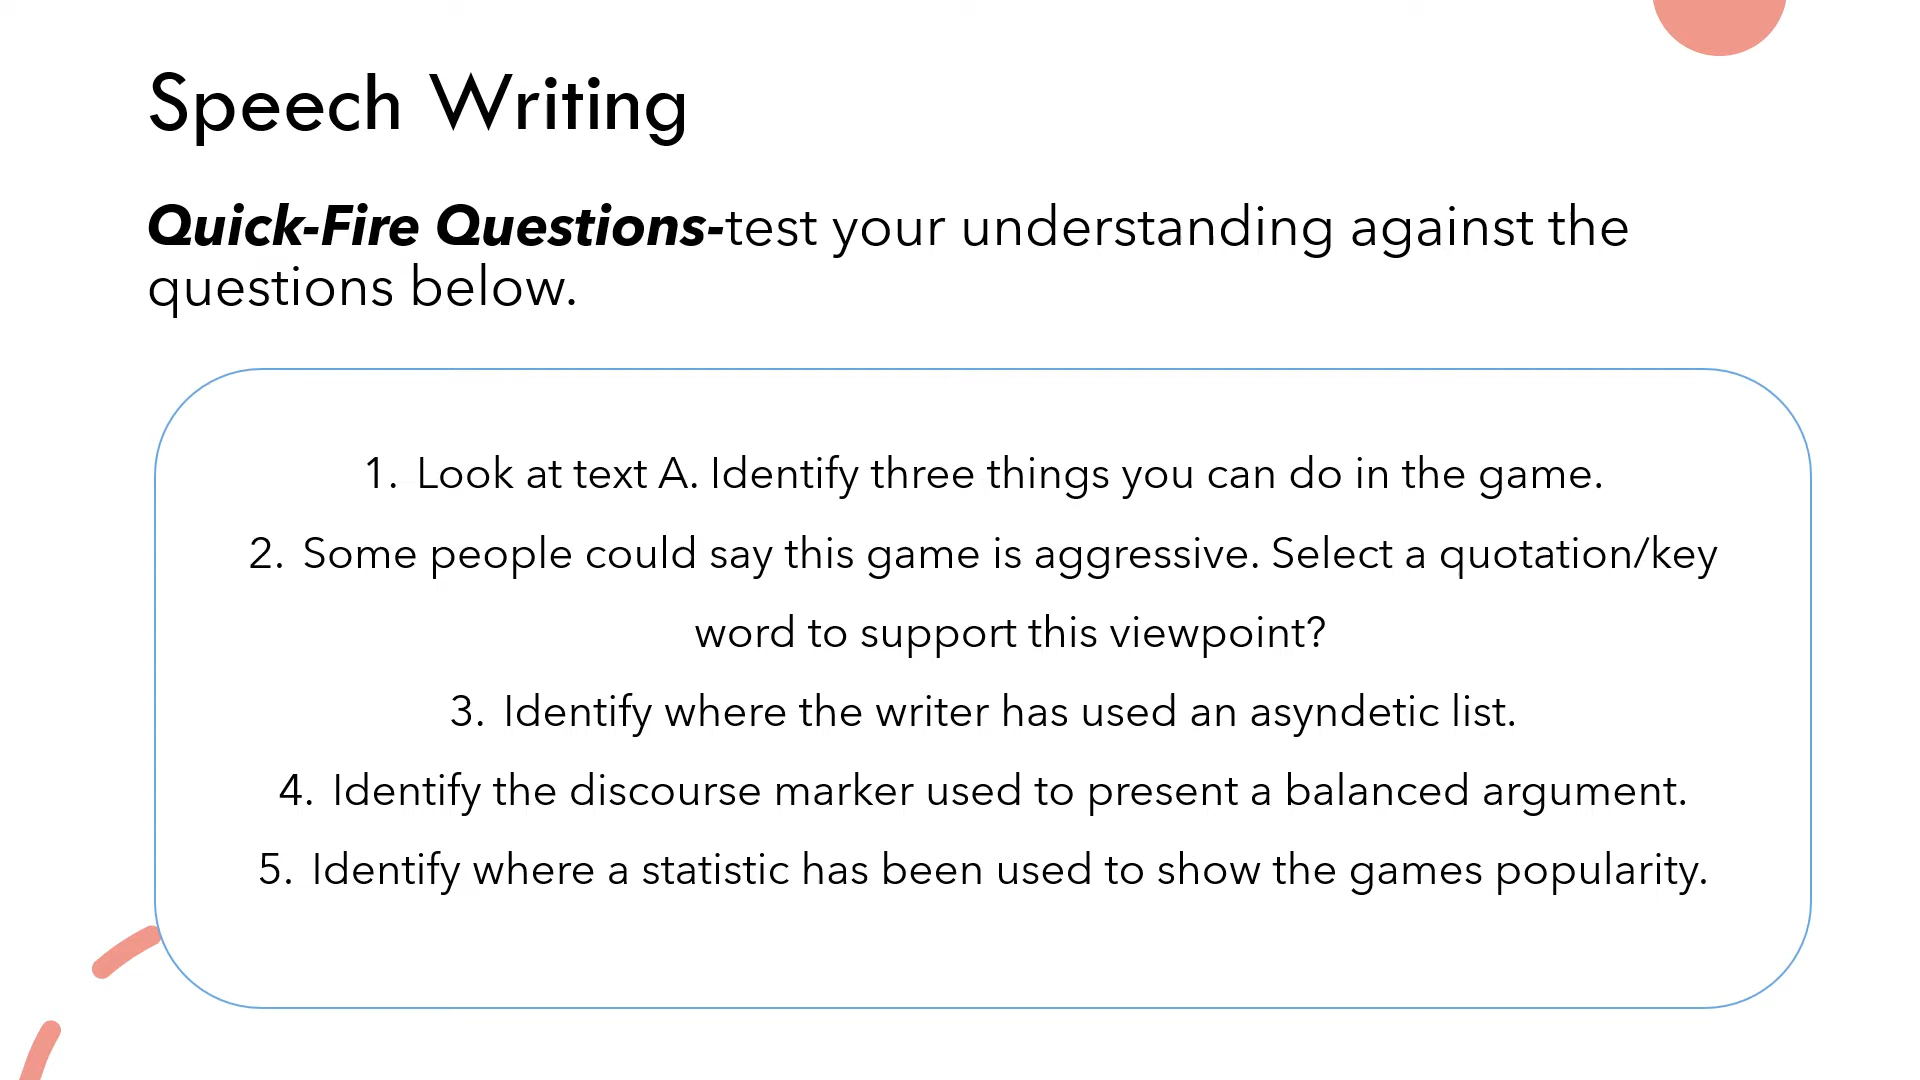 Speech Writing
Quick-Fire Questions-test your understanding against the
questions below.
1. Look at text A. Identify three things you can do in the game.
2. Some people could say this game is aggressive. Select a quotation/key
word to support this viewpoint?
3. Identify where the writer has used an asyndetic list.
4. Identify the discourse marker used to present a balanced argument.
5. Identify where a statistic has been used to show the games popularity.